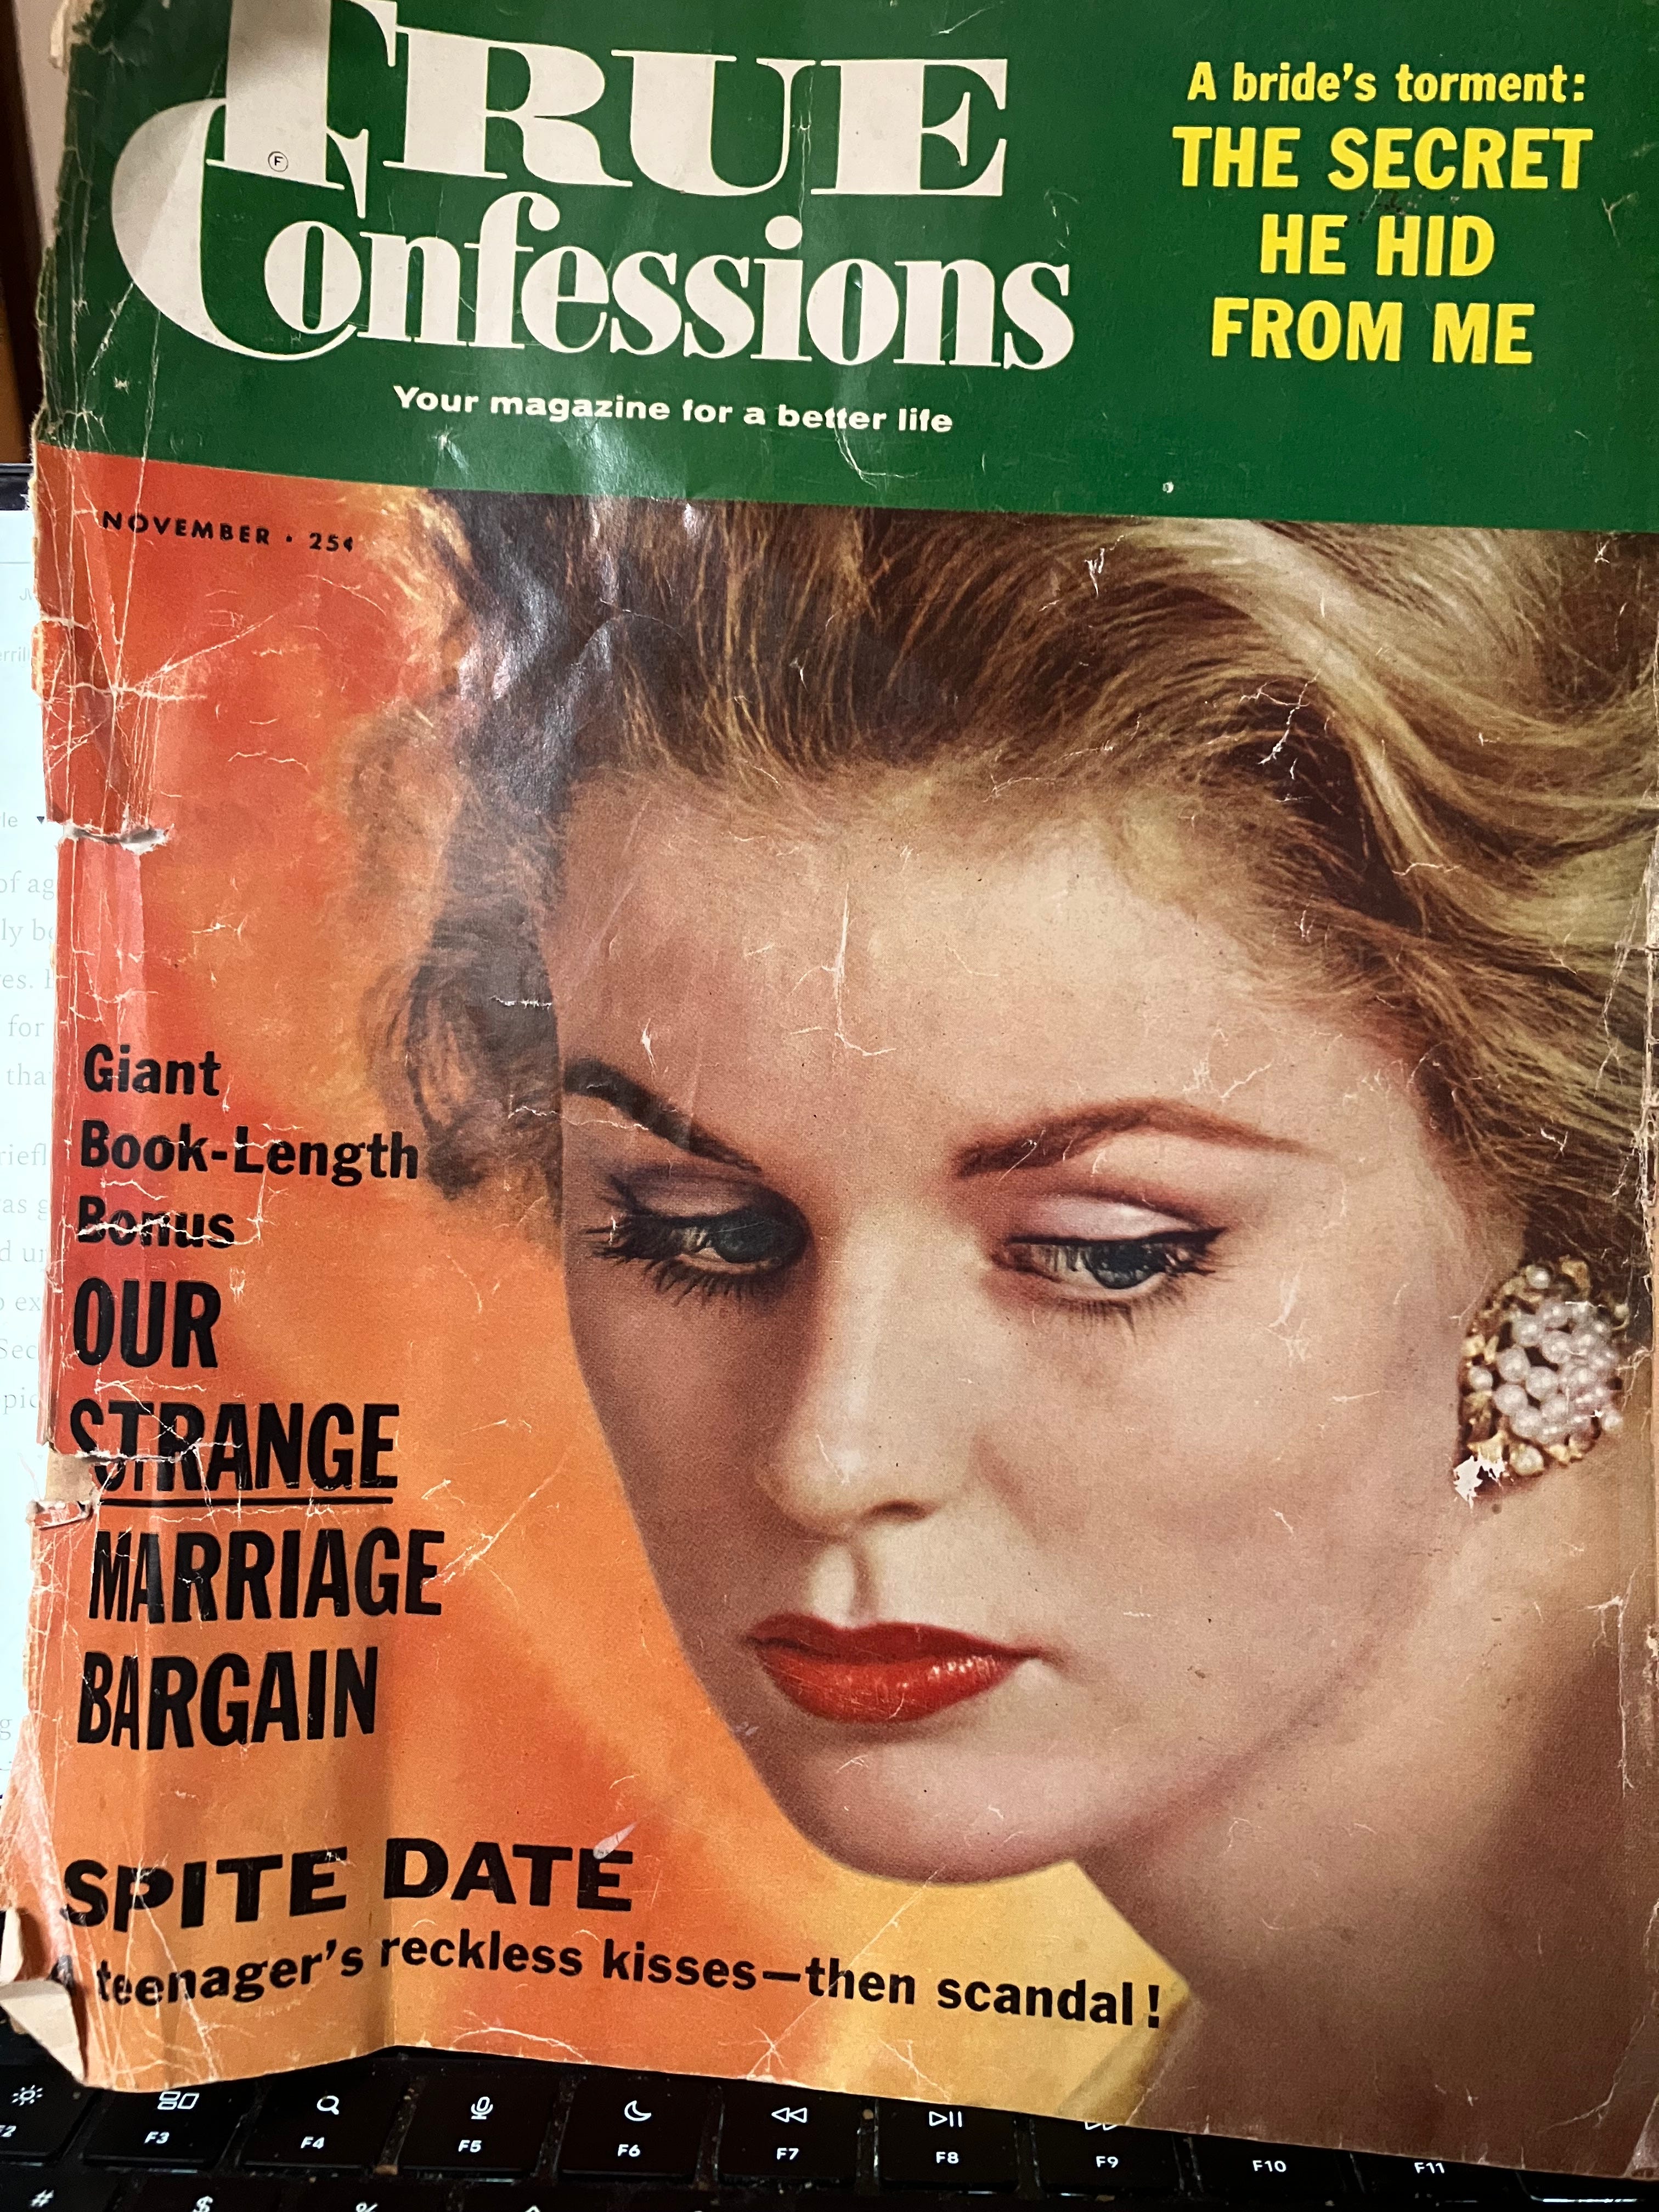 TRUE
Confessions
Ⓕ
Your magazine for a better life
A bride's torment:
THE SECRET
HE HID
FROM ME
NOVEMBER · 25¢
Giant
Book-Length
Bonus
OUR
STRANGE
MARRIAGE
BARGAIN
SPITE DATE
A teenager's reckless kisses—then scandal!
of
for
F3
F4
F5
F6
F7
F8
F9
F10
F11
#
$
%